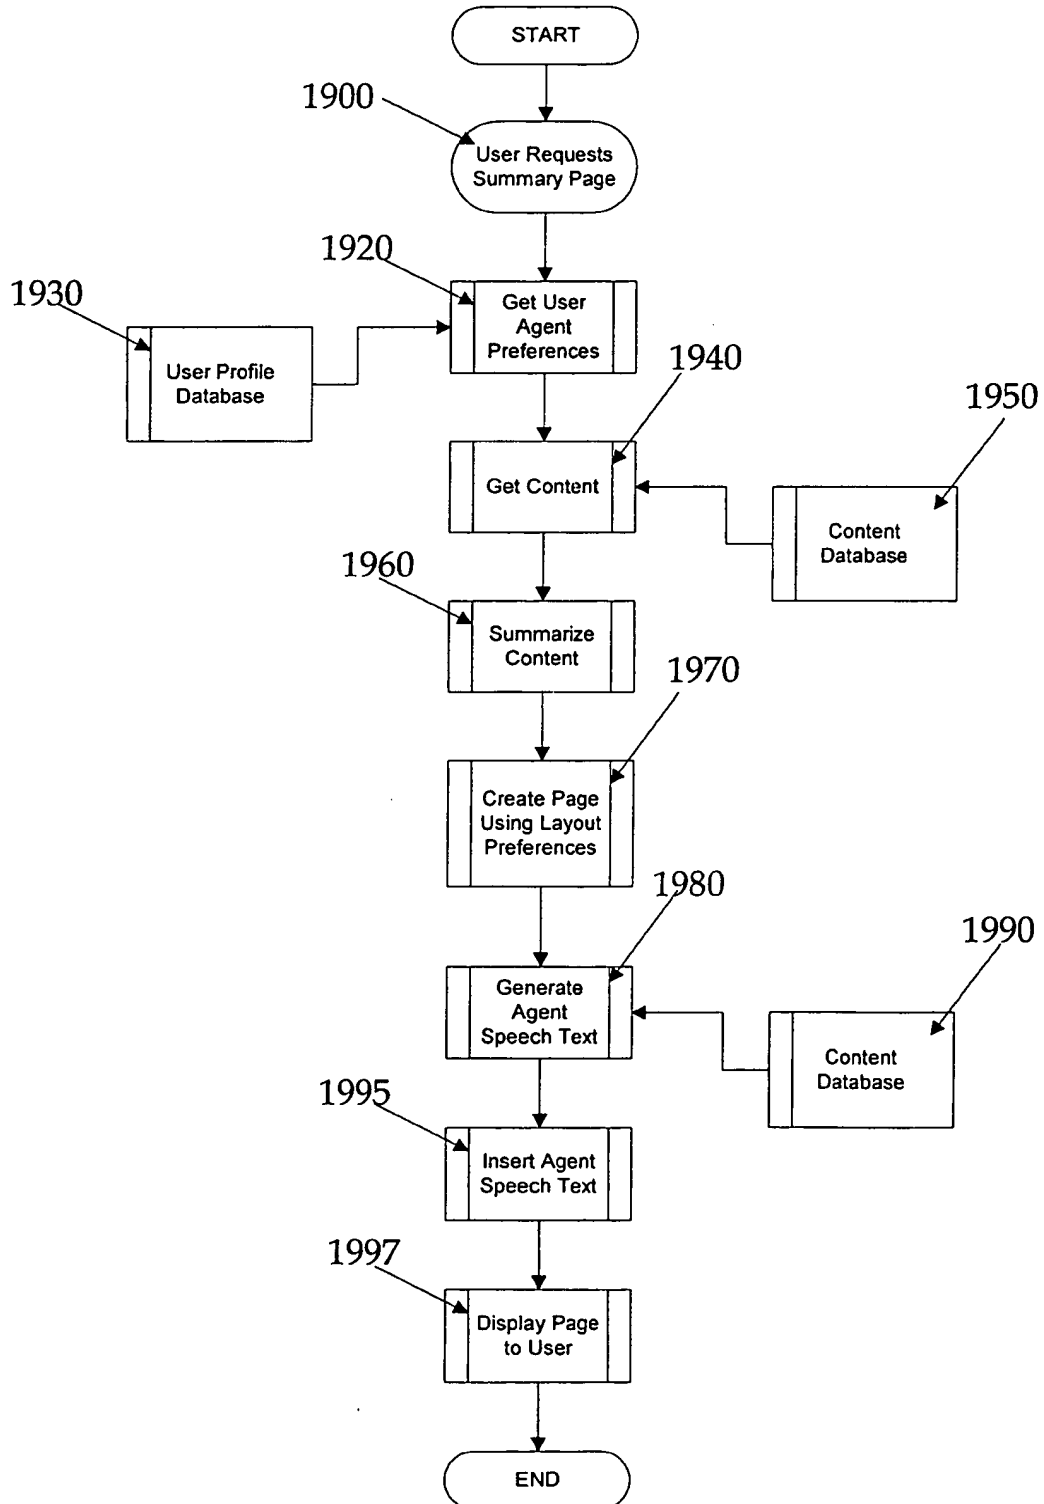 START
1900
User Requests
Summary Page
1920
1930
Get User
Agent
Preferences
User Profile
Database
1940
1950
Get Content
Content
Database
1960
Summarize
Content
1970
Create Page
Using Layout
Preferences
1980
1990
Generate
Agent
Speech Text
Content
Database
1995
Insert Agent
Speech Text
1997
Display Page
to User
END